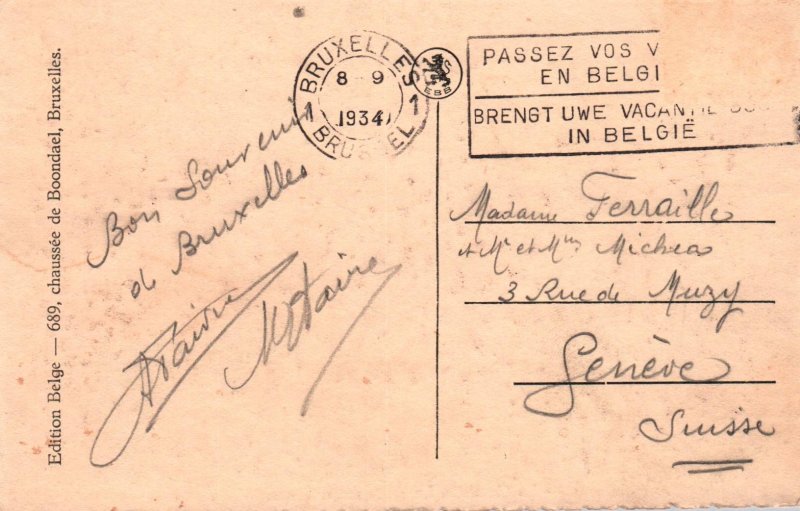 Edition Belge — 689, chaussée de Boondael, Bruxelles.
BRUXELLES
1 1
8 - 9
1934
BRUSSEL
EBB
PASSEZ VOS V
EN BELGI
BRENGT UWE VACANTIE
IN BELGIË
Bon Souvenir
de Bruxelles
Madame Ferraille
et Mr et Mme Michea
3 Rue de Muzy
Genève
Suisse